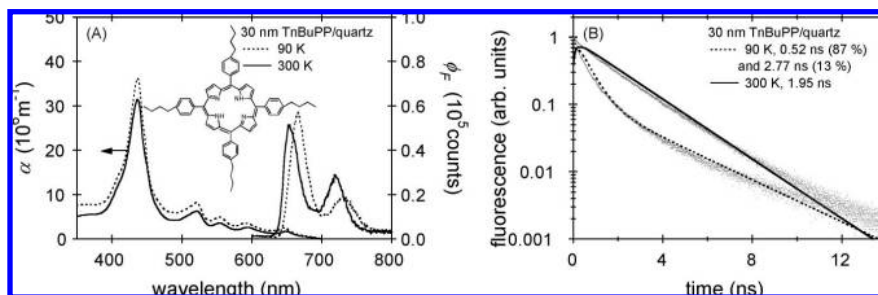 (A)
30 nm TnBuPP/quartz
90 K
300 K
50
40
30
20
10
0
α (10⁶m⁻¹)
NH
N
N
HN
1.0
0.8
0.6
0.4
0.2
0.0
ϕF (10⁵counts)
400
500
600
700
800
wavelength (nm)
(B)
30 nm TnBuPP/quartz
90 K, 0.52 ns (87 %)
and 2.77 ns (13 %)
300 K, 1.95 ns
1
0.1
0.01
0.001
fluorescence (arb. units)
0
4
8
12
time (ns)